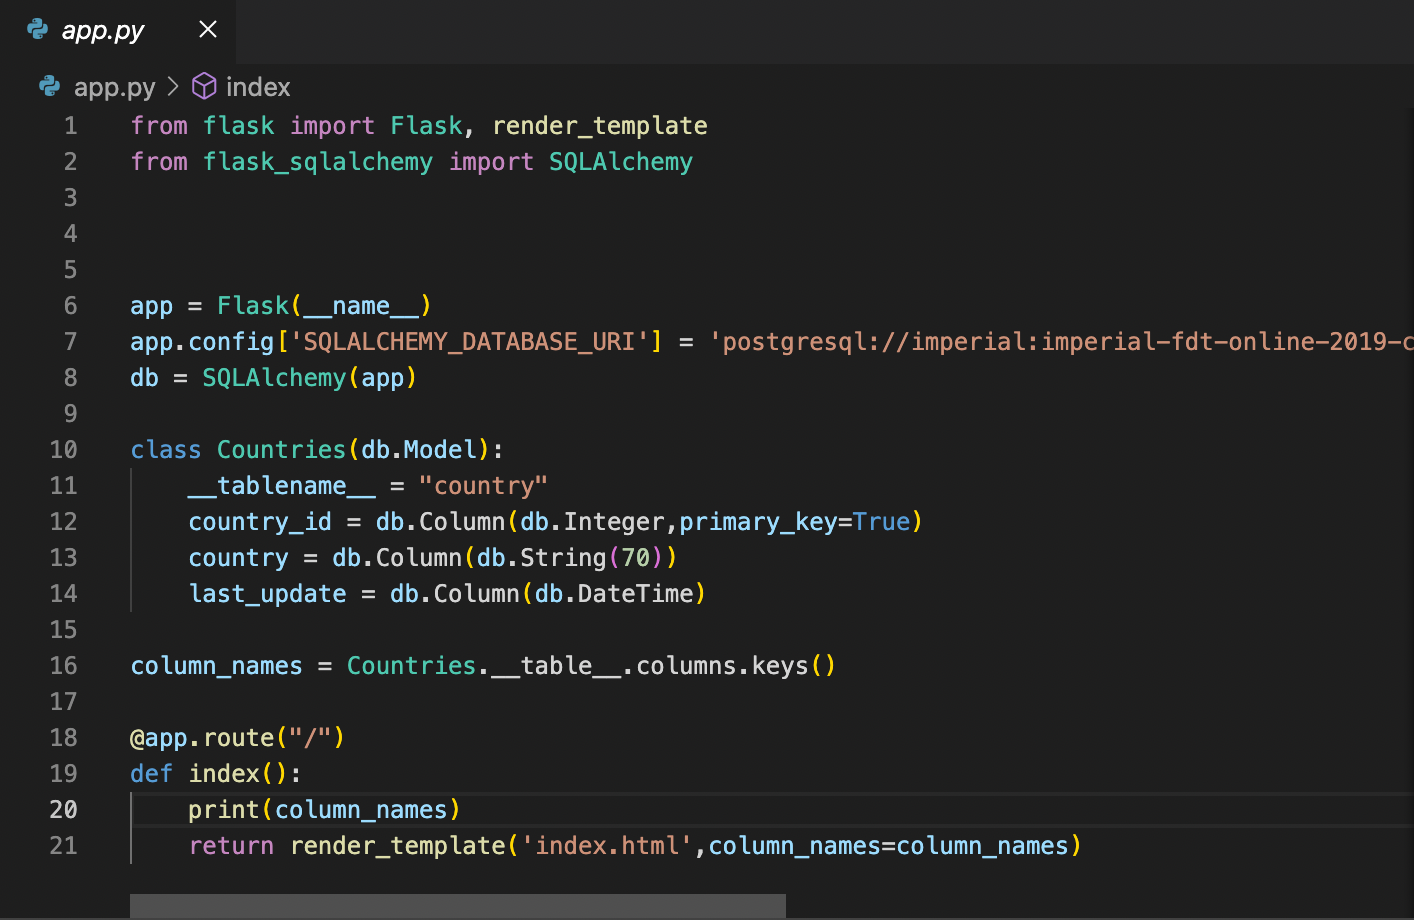 app.py
app.py > index
1 from flask import Flask, render_template
2 from flask_sqlalchemy import SQLAlchemy
3
4
5
6 app = Flask(__name__)
7 app.config['SQLALCHEMY_DATABASE_URI'] = 'postgresql://imperial:imperial-fdt-online-2019-c
8 db = SQLAlchemy(app)
9
10 class Countries(db.Model):
11     __tablename__ = "country"
12     country_id = db.Column(db.Integer,primary_key=True)
13     country = db.Column(db.String(70))
14     last_update = db.Column(db.DateTime)
15
16 column_names = Countries.__table__.columns.keys()
17
18 @app.route("/")
19 def index():
20     print(column_names)
21     return render_template('index.html',column_names=column_names)